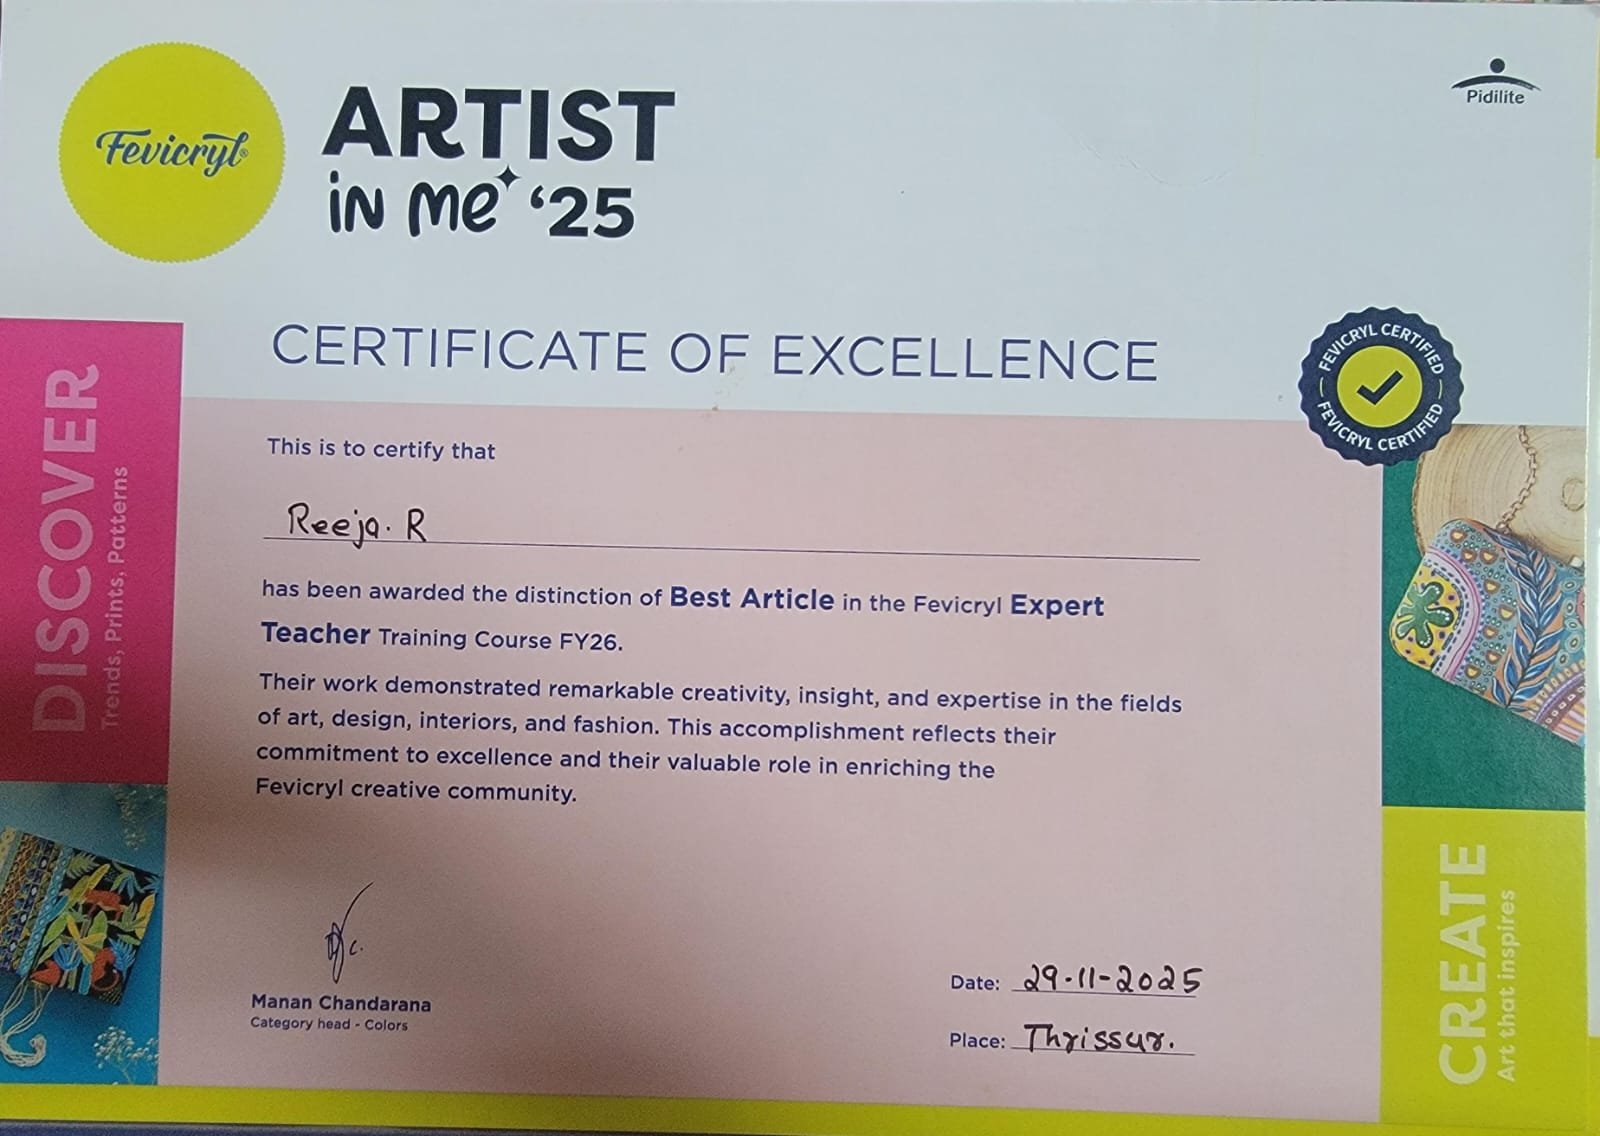 Fevicryl®
ARTIST
in me '25
Pidilite
CERTIFICATE OF EXCELLENCE
FEVICRYL CERTIFIED
FEVICRYL CERTIFIED
DISCOVER
Trends, Prints, Patterns
This is to certify that
Reeja. R
has been awarded the distinction of Best Article in the Fevicryl Expert
Teacher Training Course FY26.
Their work demonstrated remarkable creativity, insight, and expertise in the fields
of art, design, interiors, and fashion. This accomplishment reflects their
commitment to excellence and their valuable role in enriching the
Fevicryl creative community.
Manan Chandarana
Category head - Colors
Date: 29-11-2025
Place: Thrissur.
CREATE
Art that inspires